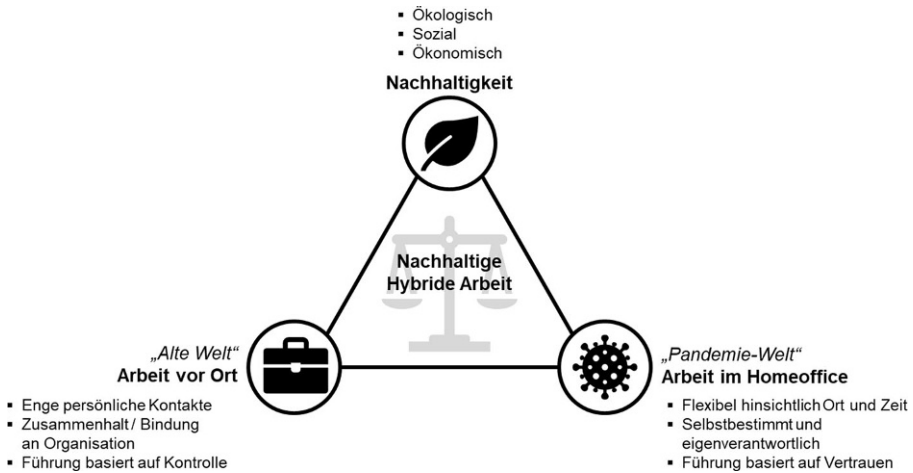 ▪ Ökologisch
▪ Sozial
▪ Ökonomisch
Nachhaltigkeit
Nachhaltige
Hybride Arbeit
„Alte Welt“
Arbeit vor Ort
▪ Enge persönliche Kontakte
▪ Zusammenhalt / Bindung
an Organisation
▪ Führung basiert auf Kontrolle
„Pandemie-Welt“
Arbeit im Homeoffice
▪ Flexibel hinsichtlich Ort und Zeit
▪ Selbstbestimmt und
eigenverantwortlich
▪ Führung basiert auf Vertrauen